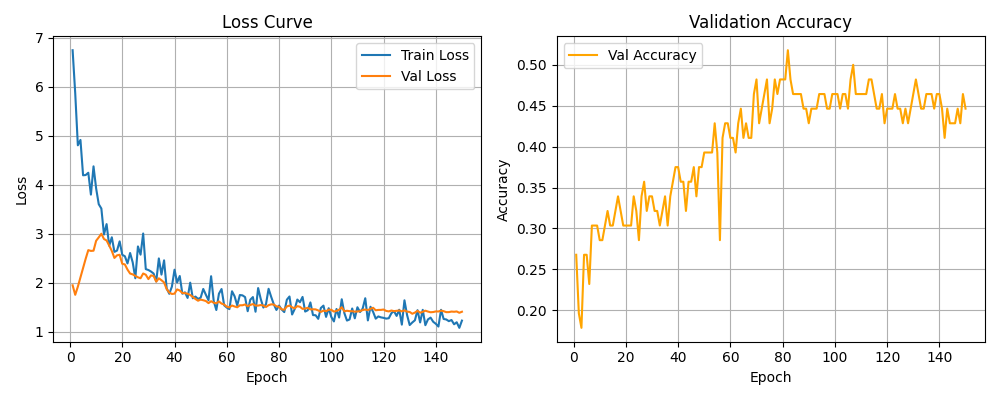 Loss Curve
7
6
5
4
3
2
1
Loss
0 20 40 60 80 100 120 140
Epoch
Train Loss
Val Loss
Validation Accuracy
0.50
0.45
0.40
0.35
0.30
0.25
0.20
Accuracy
0 20 40 60 80 100 120 140
Epoch
Val Accuracy